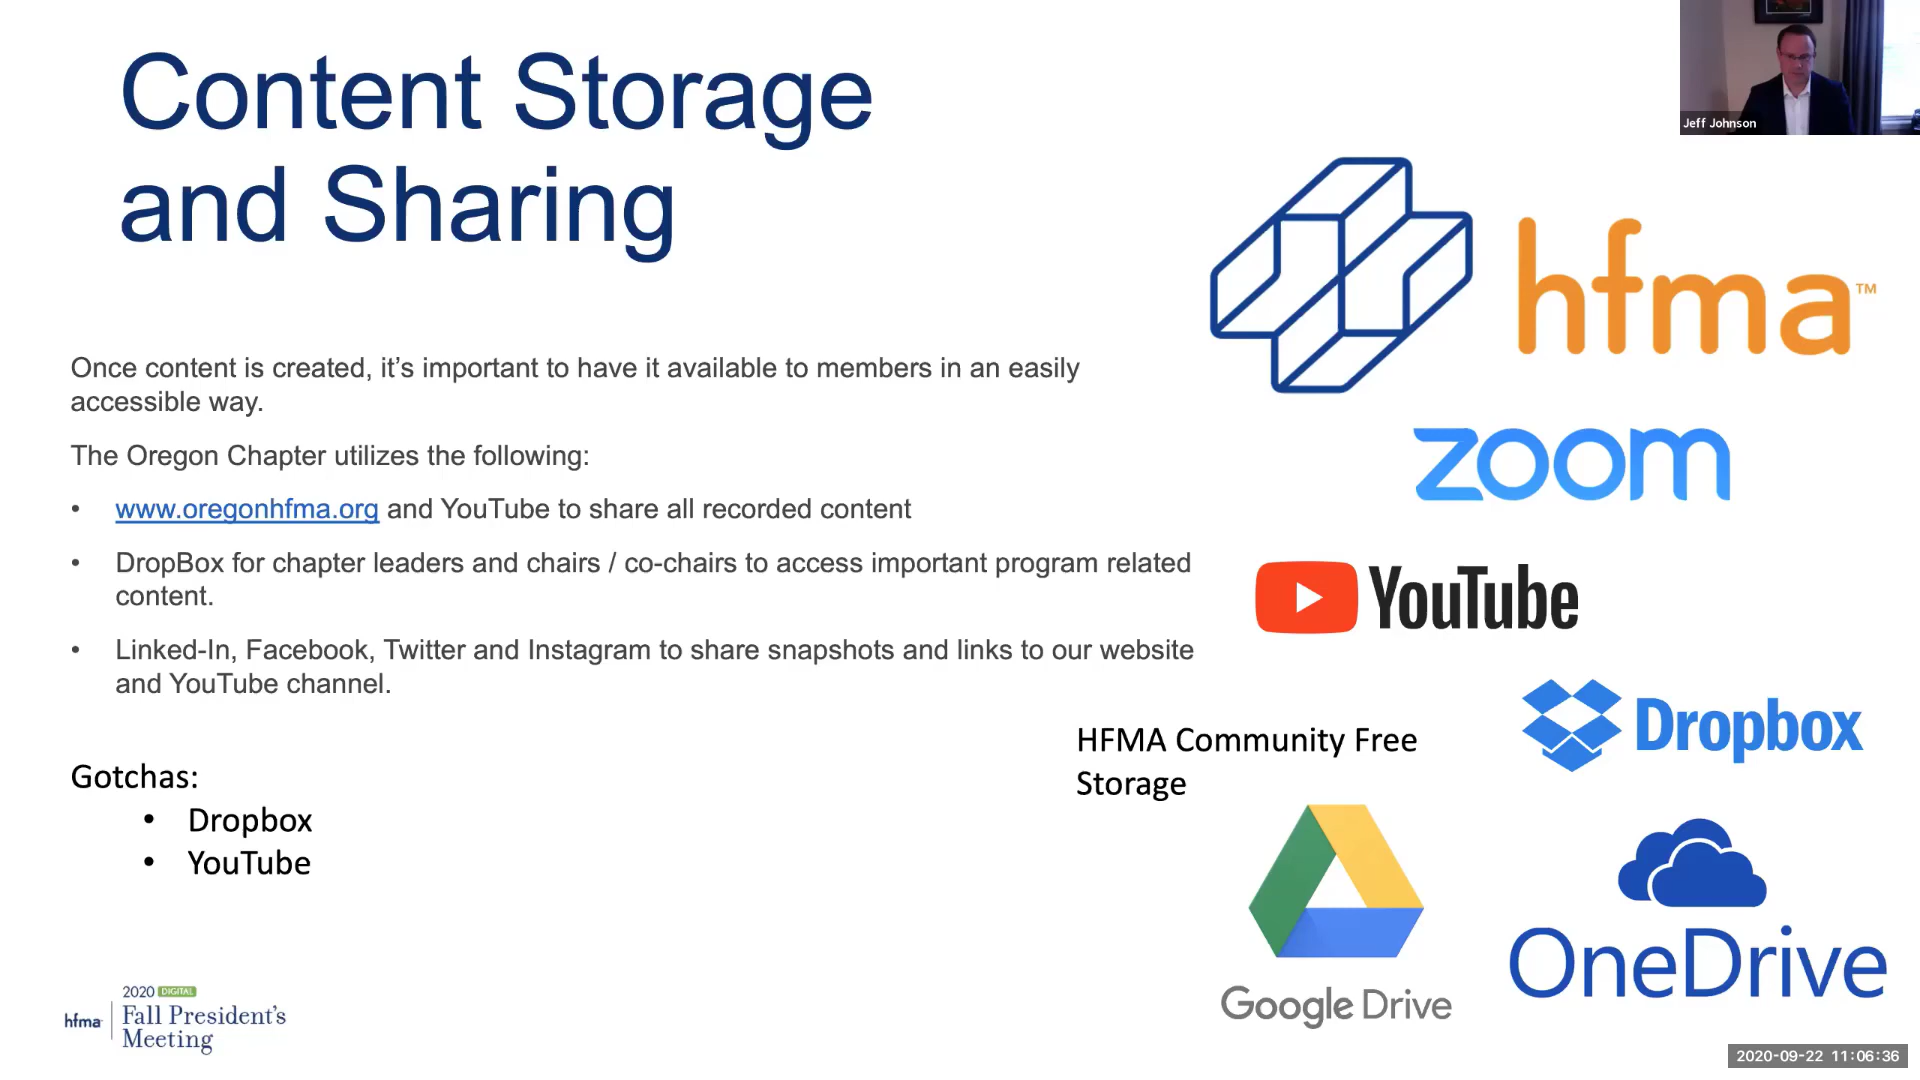 Content Storage
and Sharing
Jeff Johnson
hfma™
Once content is created, it’s important to have it available to members in an easily
accessible way.
The Oregon Chapter utilizes the following:
• www.oregonhfma.org and YouTube to share all recorded content
• DropBox for chapter leaders and chairs / co-chairs to access important program related
content.
• Linked-In, Facebook, Twitter and Instagram to share snapshots and links to our website
and YouTube channel.
zoom
YouTube
Dropbox
Gotchas:
• Dropbox
• YouTube
HFMA Community Free
Storage
Google Drive
OneDrive
hfma
2020 DIGITAL
Fall President’s
Meeting
2020-09-22 11:06:36